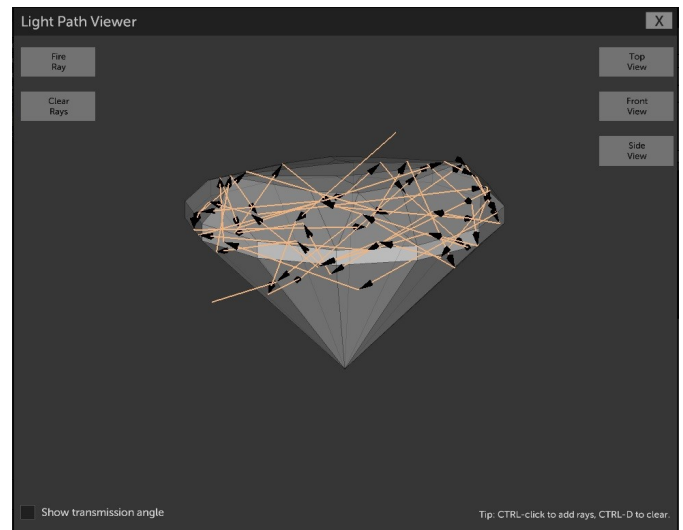 Light Path Viewer
X
Fire
Ray
Top
View
Clear
Rays
Front
View
Side
View
Show transmission angle
Tip: CTRL-click to add rays, CTRL-D to clear.